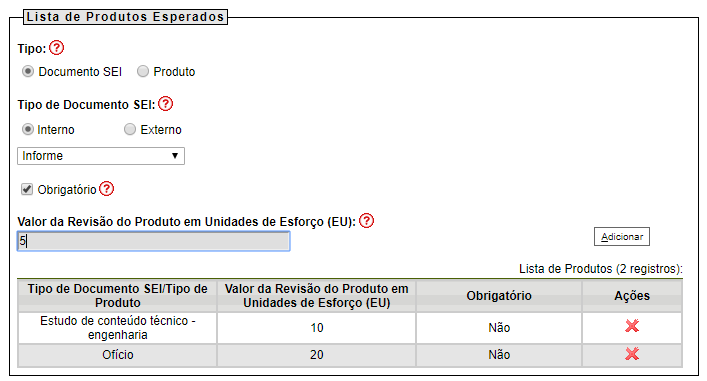 Lista de Produtos Esperados
Tipo: ?
Documento SEI Produto
Tipo de Documento SEI: ?
Interno Externo
Informe
Obrigatório ?
Valor da Revisão do Produto em Unidades de Esforço (EU): ?
5
Adicionar
Lista de Produtos (2 registros):
Tipo de Documento SEI/Tipo de Produto Valor da Revisão do Produto em Unidades de Esforço (EU) Obrigatório Ações
Estudo de conteúdo técnico - engenharia 10 Não
Ofício 20 Não